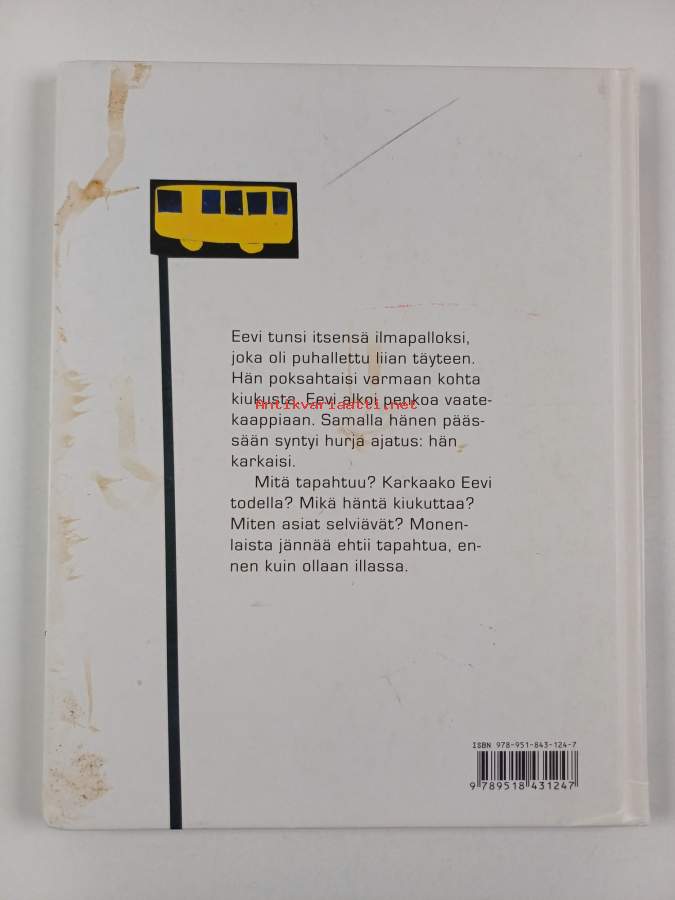 Eevi tunsi itsensä ilmapalloksi,
joka oli puhallettu liian täyteen.
Hän poksahtaisi varmaan kohta
kiukusta. Eevi alkoi penkoa vaate-
Antikvariaatti.net
kaappiaan. Samalla hänen pääs-
sään syntyi hurja ajatus: hän
karkaisi.
Mitä tapahtuu? Karkaako Eevi
todella? Mikä häntä kiukuttaa?
Miten asiat selviävät? Monen-
laista jännää ehtii tapahtua, en-
nen kuin ollaan illassa.
ISBN 978-951-843-124-7
9 789518 431247